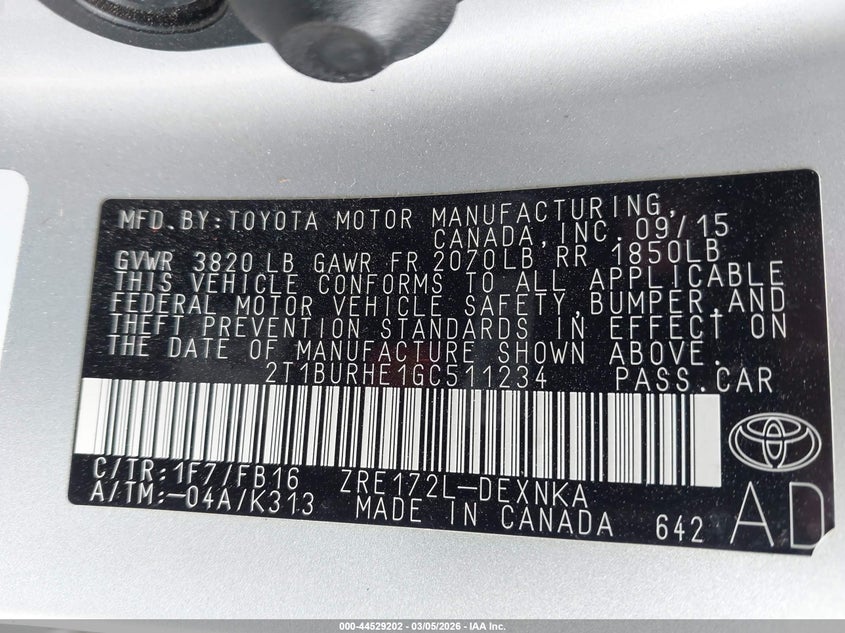 MFD.BY:TOYOTA MOTOR MANUFACTURING,
CANADA,INC. 09/15
GVWR 3820 LB GAWR FR 2070LB RR 1850LB
THIS VEHICLE CONFORMS TO ALL APPLICABLE
FEDERAL MOTOR VEHICLE SAFETY,BUMPER,AND
THEFT PREVENTION STANDARDS IN EFFECT ON
THE DATE OF MANUFACTURE SHOWN ABOVE.
2T1BURHE1GC511234 PASS.CAR
C/TR:1F7/FB16 ZRE172L-DEXNKA
A/TM:-04A/K313 MADE IN CANADA 642 AD
000-44529202 - 03/05/2026 - IAA Inc.